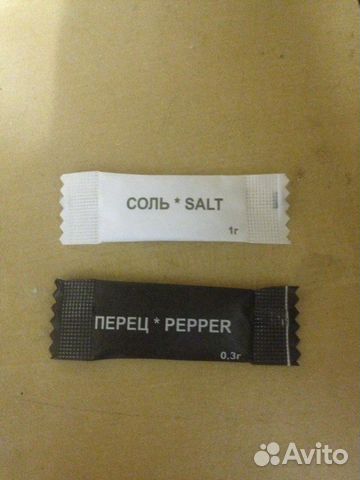 СОЛЬ * SALT
1г
ПЕРЕЦ * PEPPER
0,3г
Avito